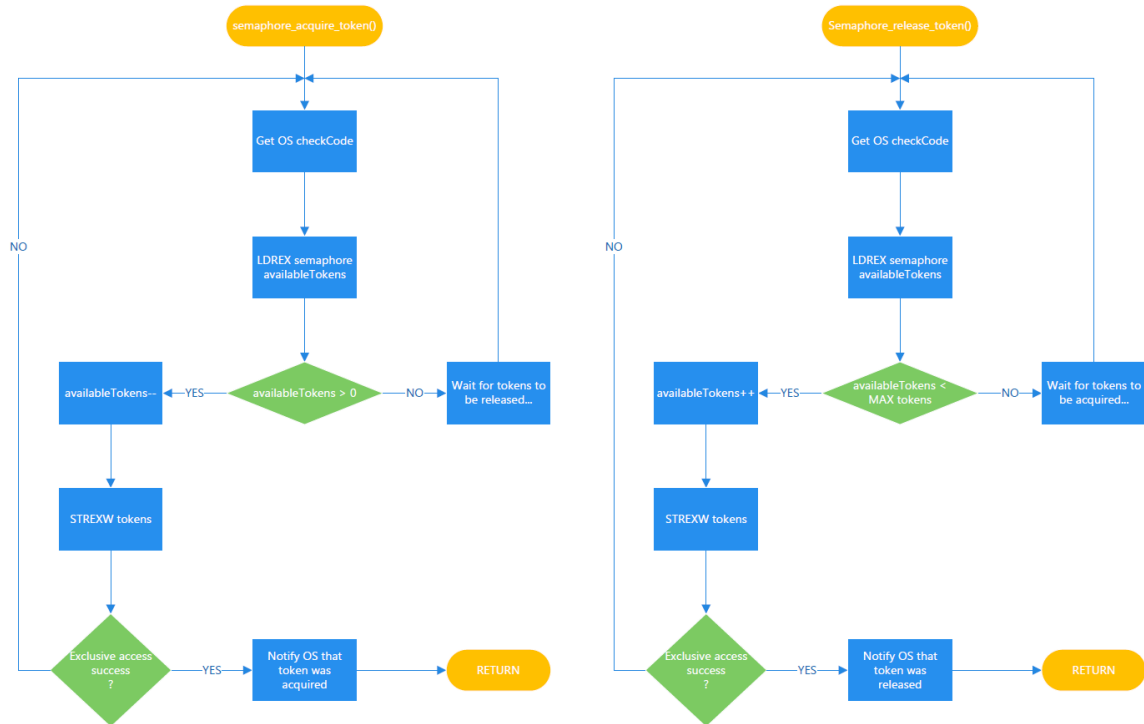 semaphore_acquire_token()
Get OS checkCode
NO
LDREX semaphore
availableTokens
availableTokens--
YES
availableTokens > 0
NO
Wait for tokens to
be released...
STREXW tokens
Exclusive access
success
?
YES
Notify OS that
token was
acquired
RETURN
Semaphore_release_token()
Get OS checkCode
NO
LDREX semaphore
availableTokens
availableTokens++
YES
availableTokens <
MAX tokens
NO
Wait for tokens to
be acquired...
STREXW tokens
Exclusive access
success
?
YES
Notify OS that
token was
released
RETURN